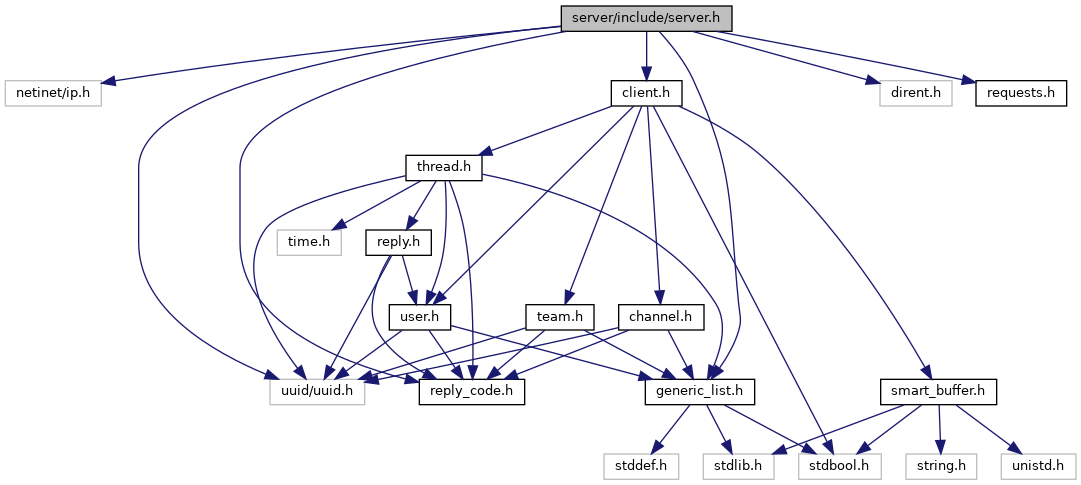 server/include/server.h
netinet/ip.h
client.h
dirent.h
requests.h
thread.h
time.h
reply.h
user.h
team.h
channel.h
uuid/uuid.h
reply_code.h
generic_list.h
smart_buffer.h
stddef.h
stdlib.h
stdbool.h
string.h
unistd.h